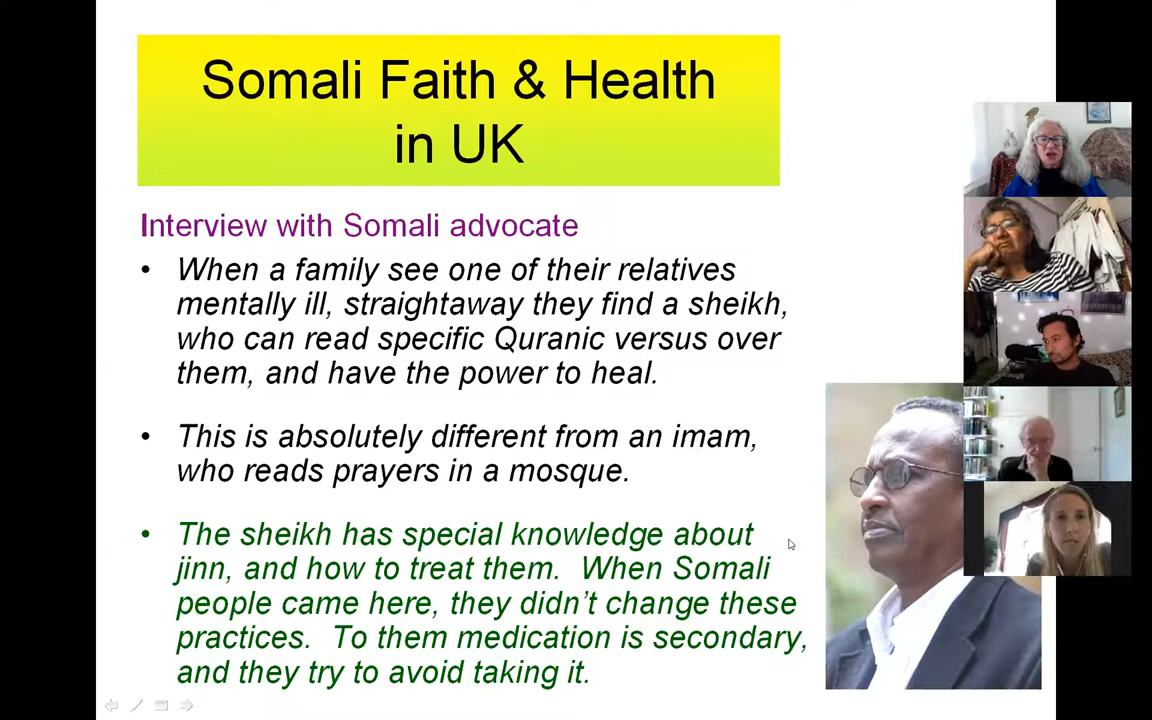 Somali Faith & Health
in UK
Interview with Somali advocate
• When a family see one of their relatives
mentally ill, straightaway they find a sheikh,
who can read specific Quranic versus over
them, and have the power to heal.
• This is absolutely different from an imam,
who reads prayers in a mosque.
• The sheikh has special knowledge about
jinn, and how to treat them. When Somali
people came here, they didn't change these
practices. To them medication is secondary,
and they try to avoid taking it.